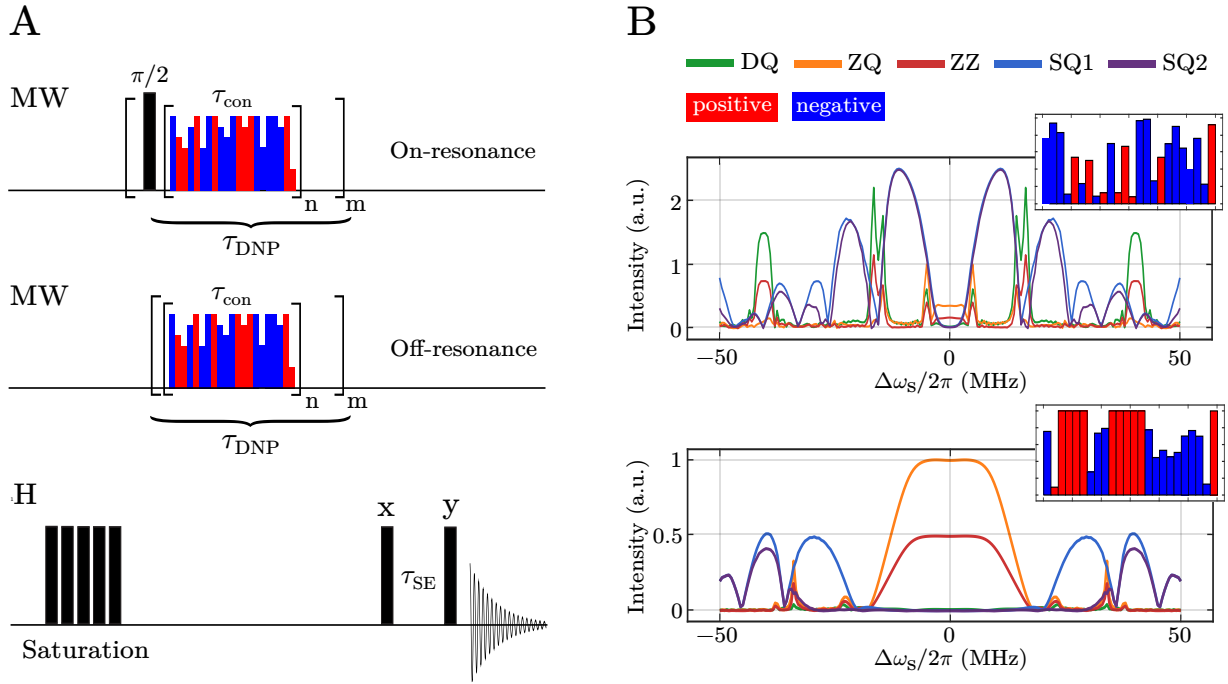 A
π/2
MW
τcon
On-resonance
n
m
τDNP
MW
τcon
Off-resonance
n
m
τDNP
1H
x
y
τSE
Saturation
B
DQ ZQ ZZ SQ1 SQ2
positive negative
Intensity (a.u.)
2
1
0
−50 0 50
Δωs/2π (MHz)
Intensity (a.u.)
1
0.5
0
−50 0 50
Δωs/2π (MHz)